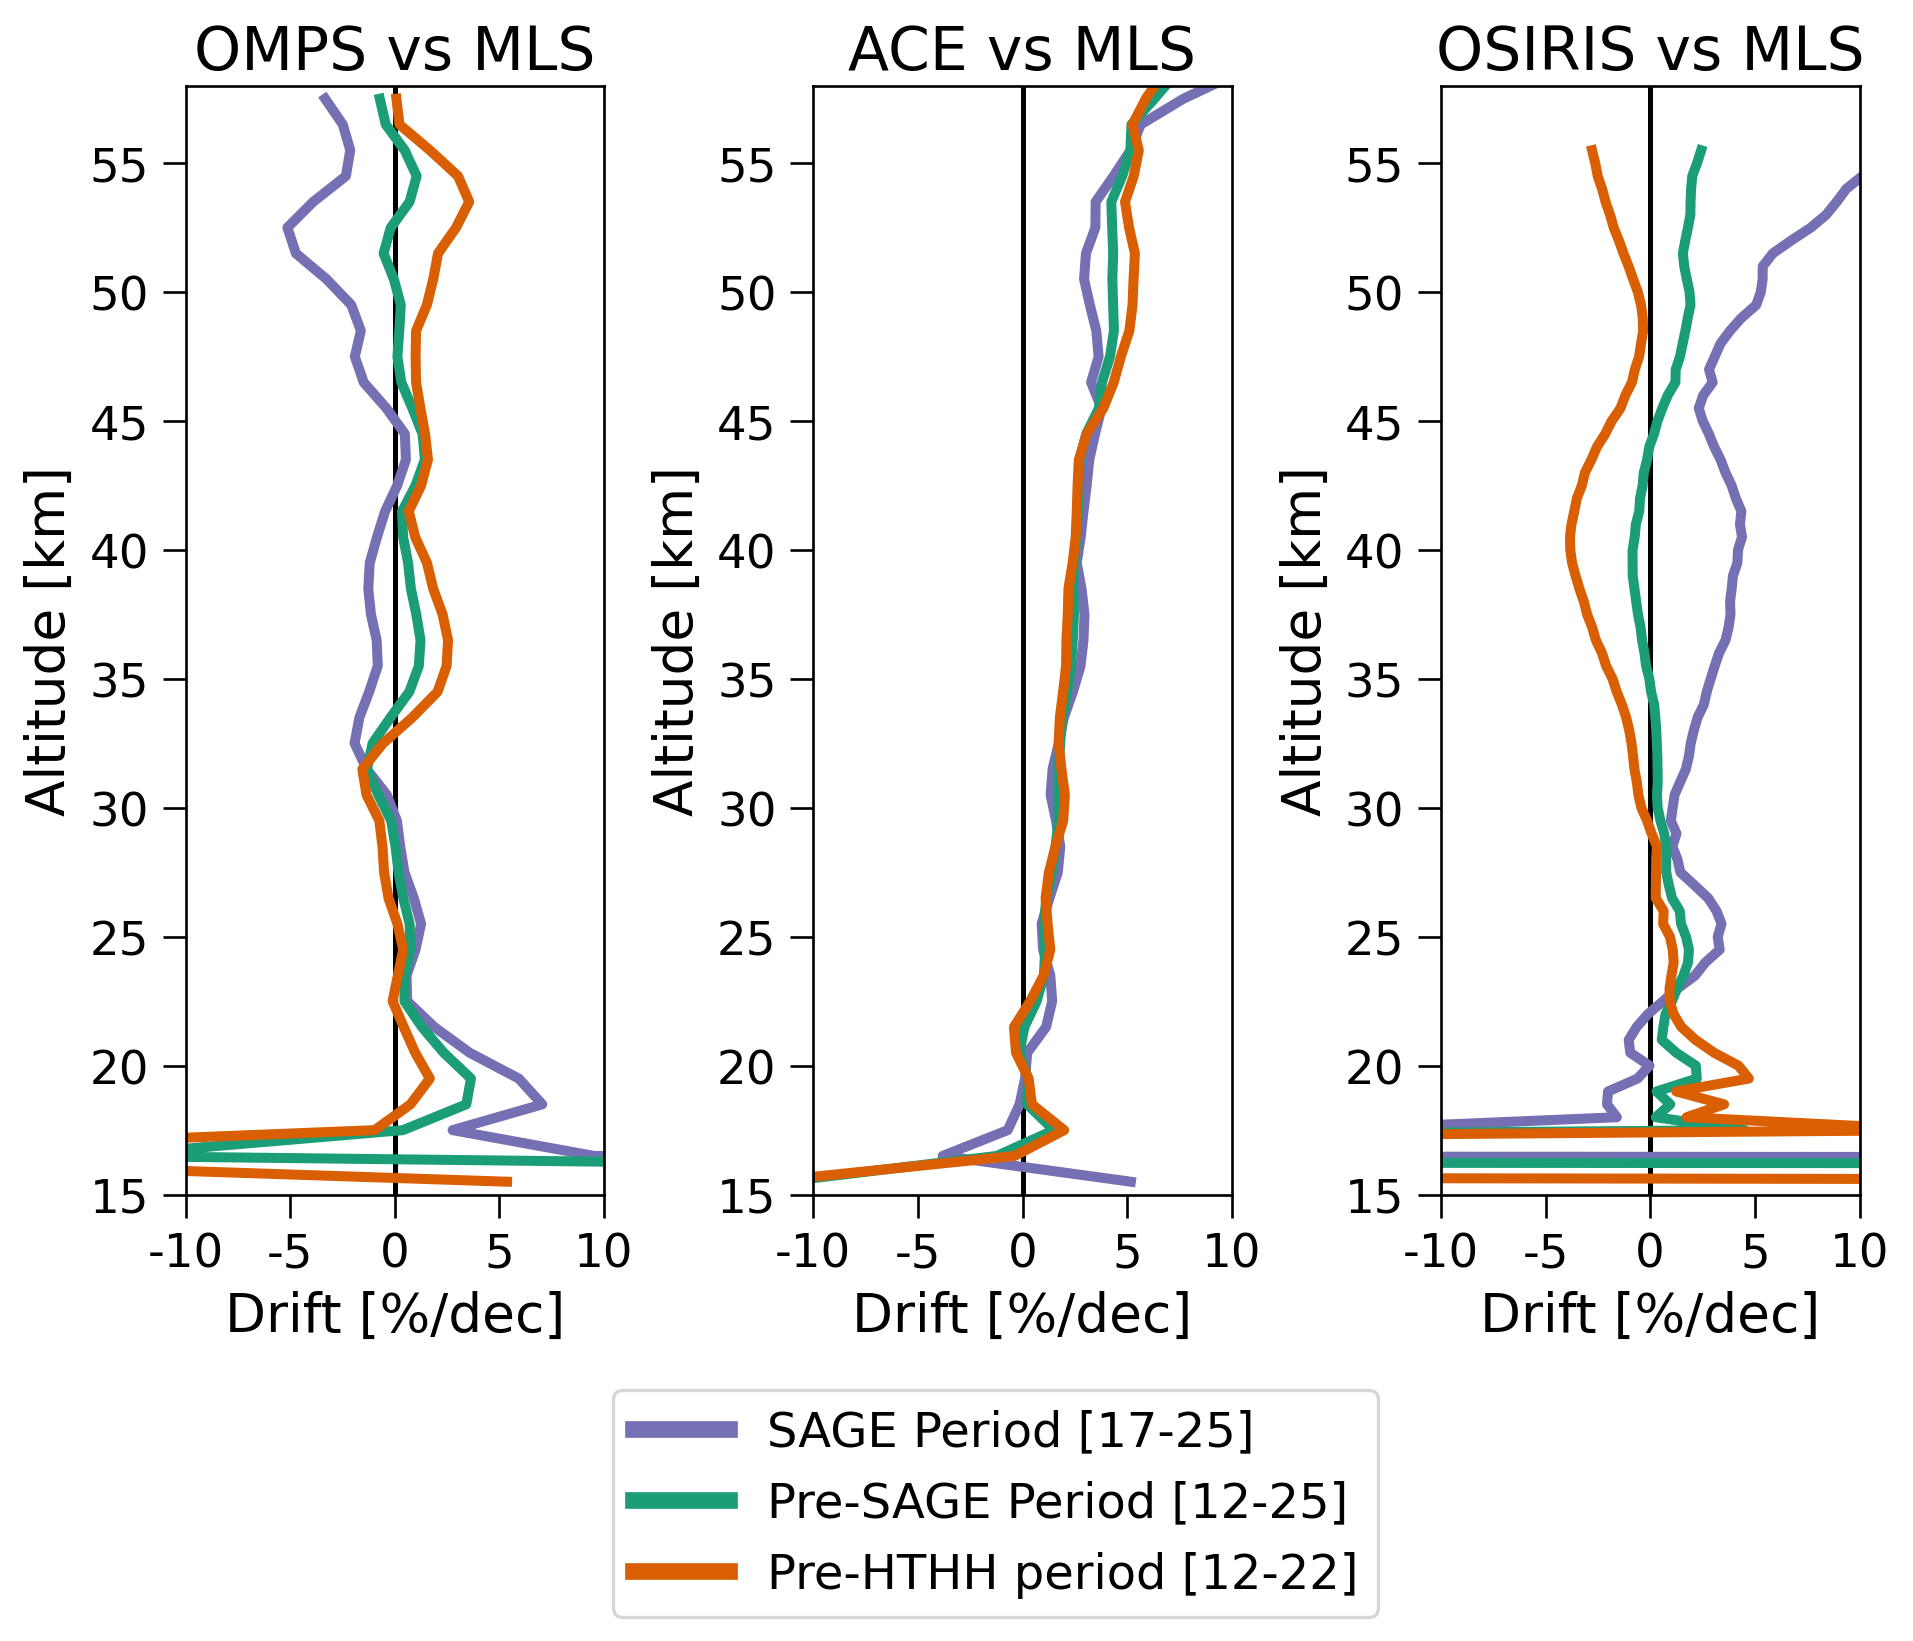 OMPS vs MLS
ACE vs MLS
OSIRIS vs MLS
Altitude [km]
55
50
45
40
35
30
25
20
15
-10 -5 0 5 10
Drift [%/dec]
Altitude [km]
55
50
45
40
35
30
25
20
15
-10 -5 0 5 10
Drift [%/dec]
Altitude [km]
55
50
45
40
35
30
25
20
15
-10 -5 0 5 10
Drift [%/dec]
SAGE Period [17-25]
Pre-SAGE Period [12-25]
Pre-HTHH period [12-22]